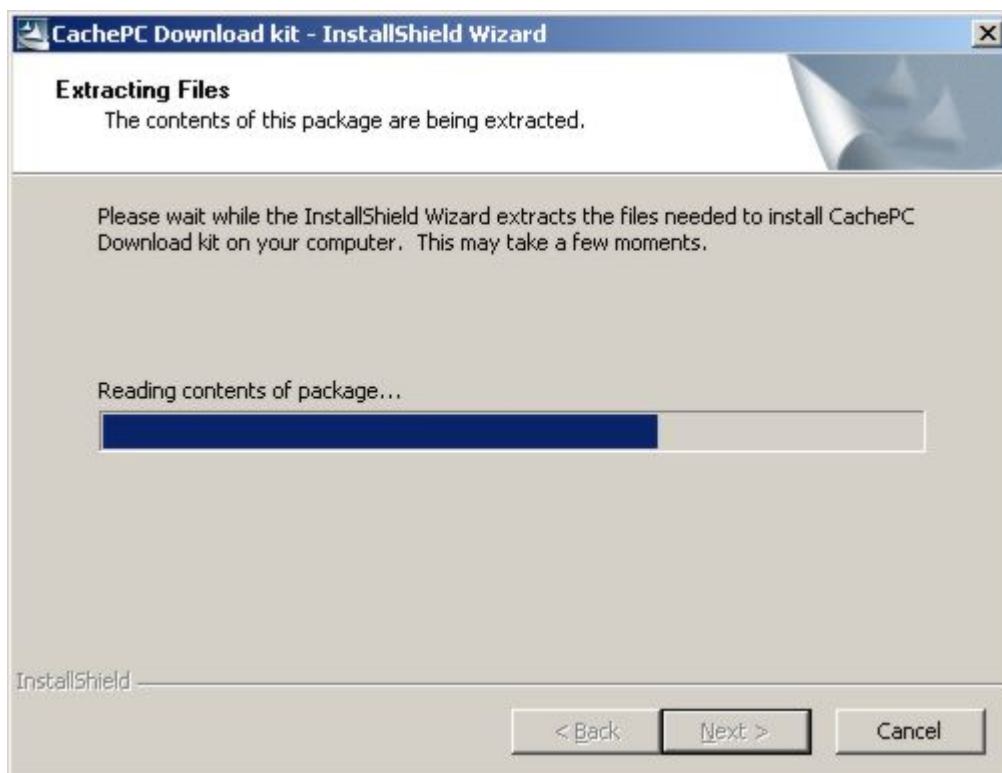 CachePC Download kit - InstallShield Wizard
Extracting Files
The contents of this package are being extracted.
Please wait while the InstallShield Wizard extracts the files needed to install CachePC
Download kit on your computer.  This may take a few moments.
Reading contents of package...
InstallShield
< Back
Next >
Cancel